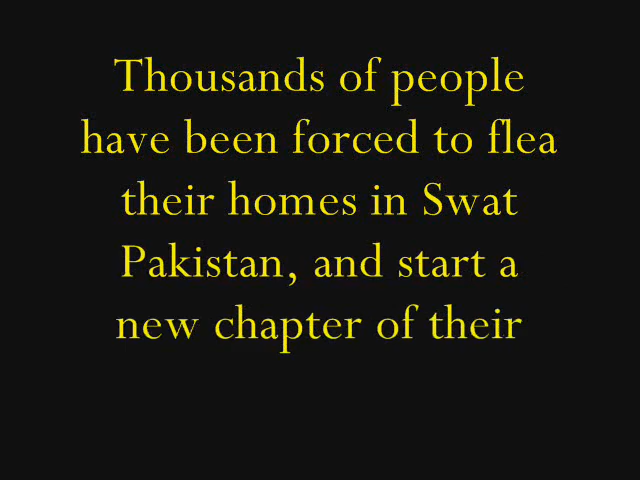 Thousands of people
have been forced to flea
their homes in Swat
Pakistan, and start a
new chapter of their